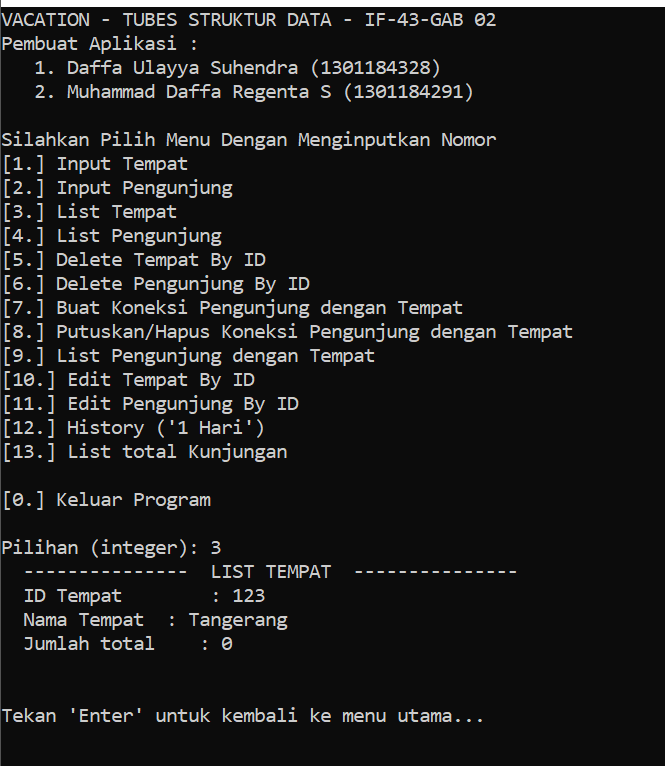 VACATION - TUBES STRUKTUR DATA - IF-43-GAB 02
Pembuat Aplikasi :
1. Daffa Ulayya Suhendra (1301184328)
2. Muhammad Daffa Regenta S (1301184291)
Silahkan Pilih Menu Dengan Menginputkan Nomor
[1.] Input Tempat
[2.] Input Pengunjung
[3.] List Tempat
[4.] List Pengunjung
[5.] Delete Tempat By ID
[6.] Delete Pengunjung By ID
[7.] Buat Koneksi Pengunjung dengan Tempat
[8.] Putuskan/Hapus Koneksi Pengunjung dengan Tempat
[9.] List Pengunjung dengan Tempat
[10.] Edit Tempat By ID
[11.] Edit Pengunjung By ID
[12.] History ('1 Hari')
[13.] List total Kunjungan
[0.] Keluar Program
Pilihan (integer): 3
--------------- LIST TEMPAT ---------------
ID Tempat : 123
Nama Tempat : Tangerang
Jumlah total : 0
Tekan 'Enter' untuk kembali ke menu utama...